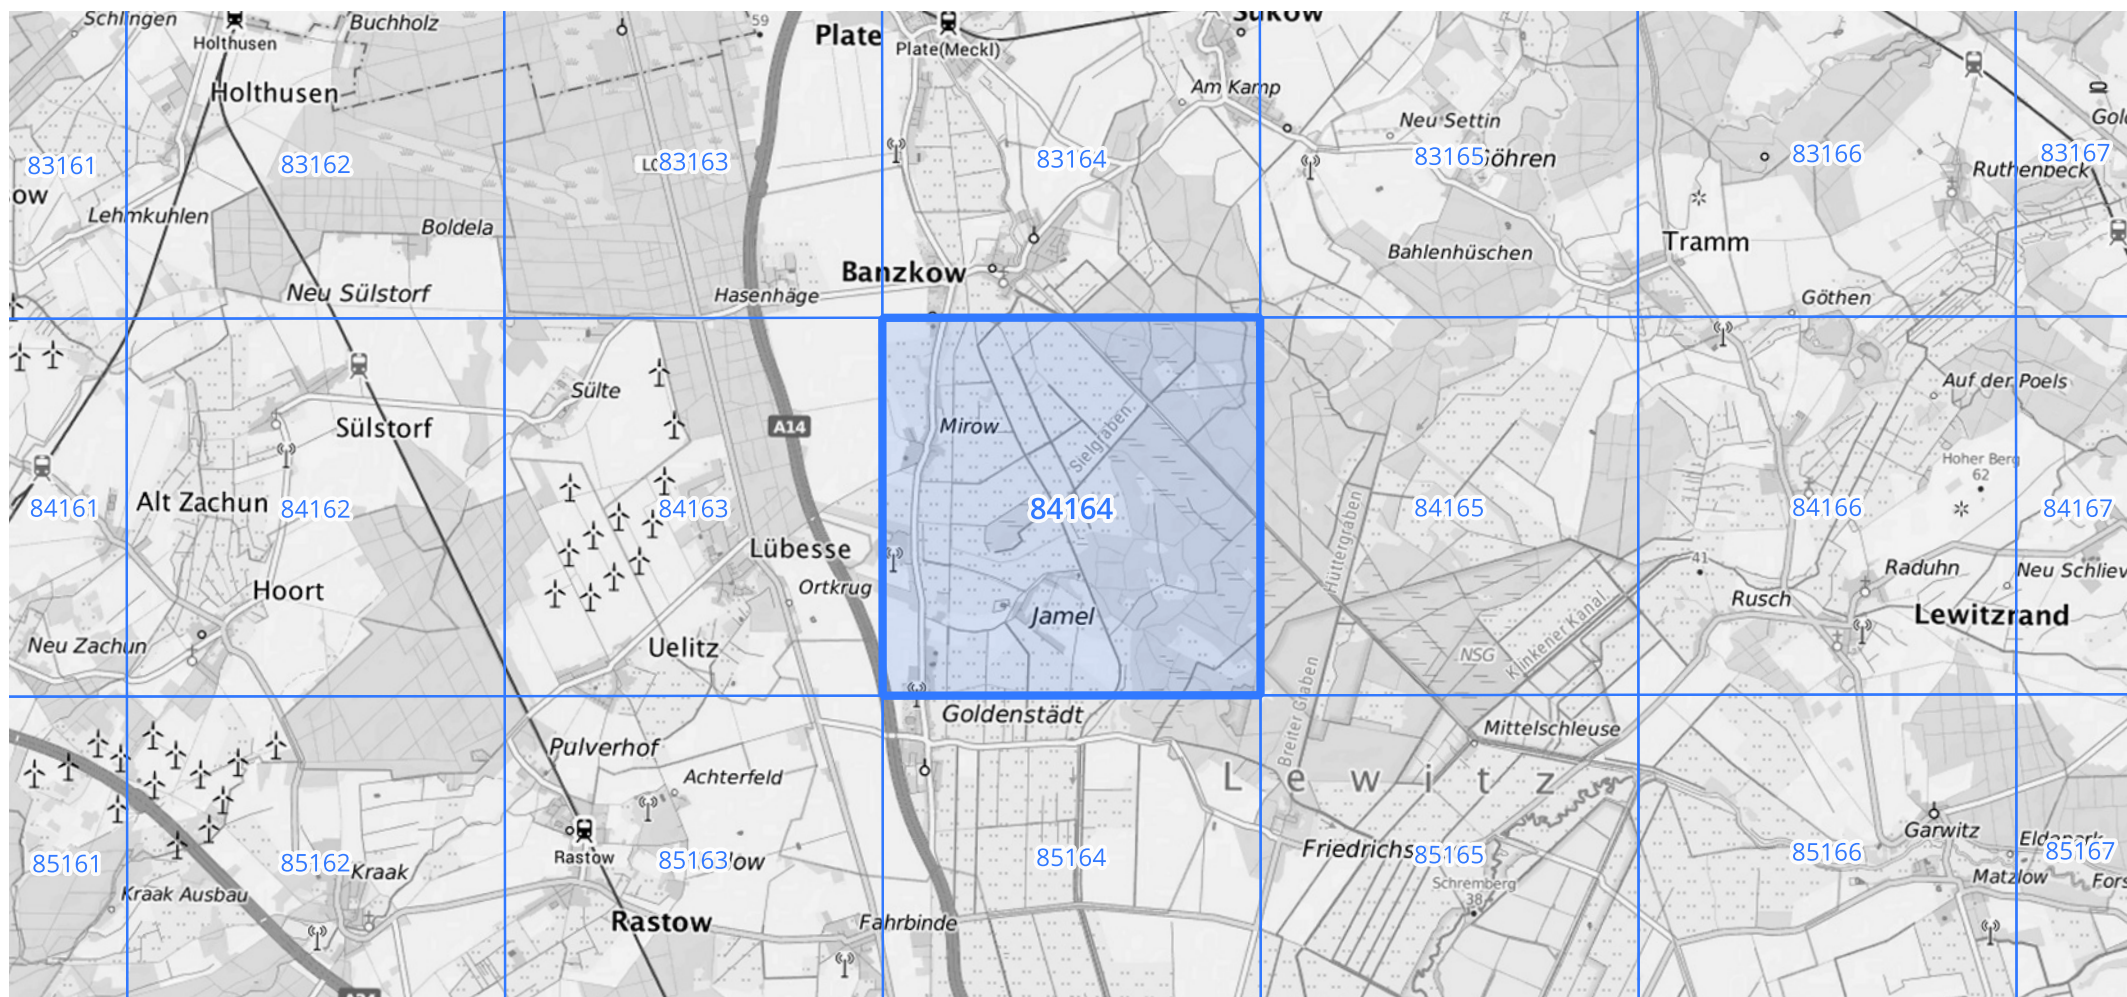 Schlingen
Holthusen
Buchholz
59
Plate
Plate(Meckl)
Sukow
Holthusen
Am Kamp
Neu Settin
83161
83162
83163
83164
83165
83166
83167
Ruthenbeck
Lehmkuhlen
Boldela
Tramm
Bahlenhüschen
Banzkow
Neu Sülstorf
Hasenhäge
Göthen
Sülte
Auf der Poels
A14
Mirow
Sielgraben
Sülstorf
Hoher Berg
62
Alt Zachun
84161
84162
84163
84164
84165
84166
84167
Hüttergraben
Lübesse
41
Raduhn
Ortkrug
Hoort
Rusch
Lewitzrand
Jamel
Neu Zachun
Uelitz
NSG
Klinkener Kanal
Breiter Graben
Goldenstädt
Mittelschleuse
Pulverhof
Achterfeld
Lewitz
Garwitz
Rastow
85161
85162
85163
85164
85165
85166
85167
Kraak
Matzlow
Kraak Ausbau
Schremberg
38
Rastow
Fahrbinde